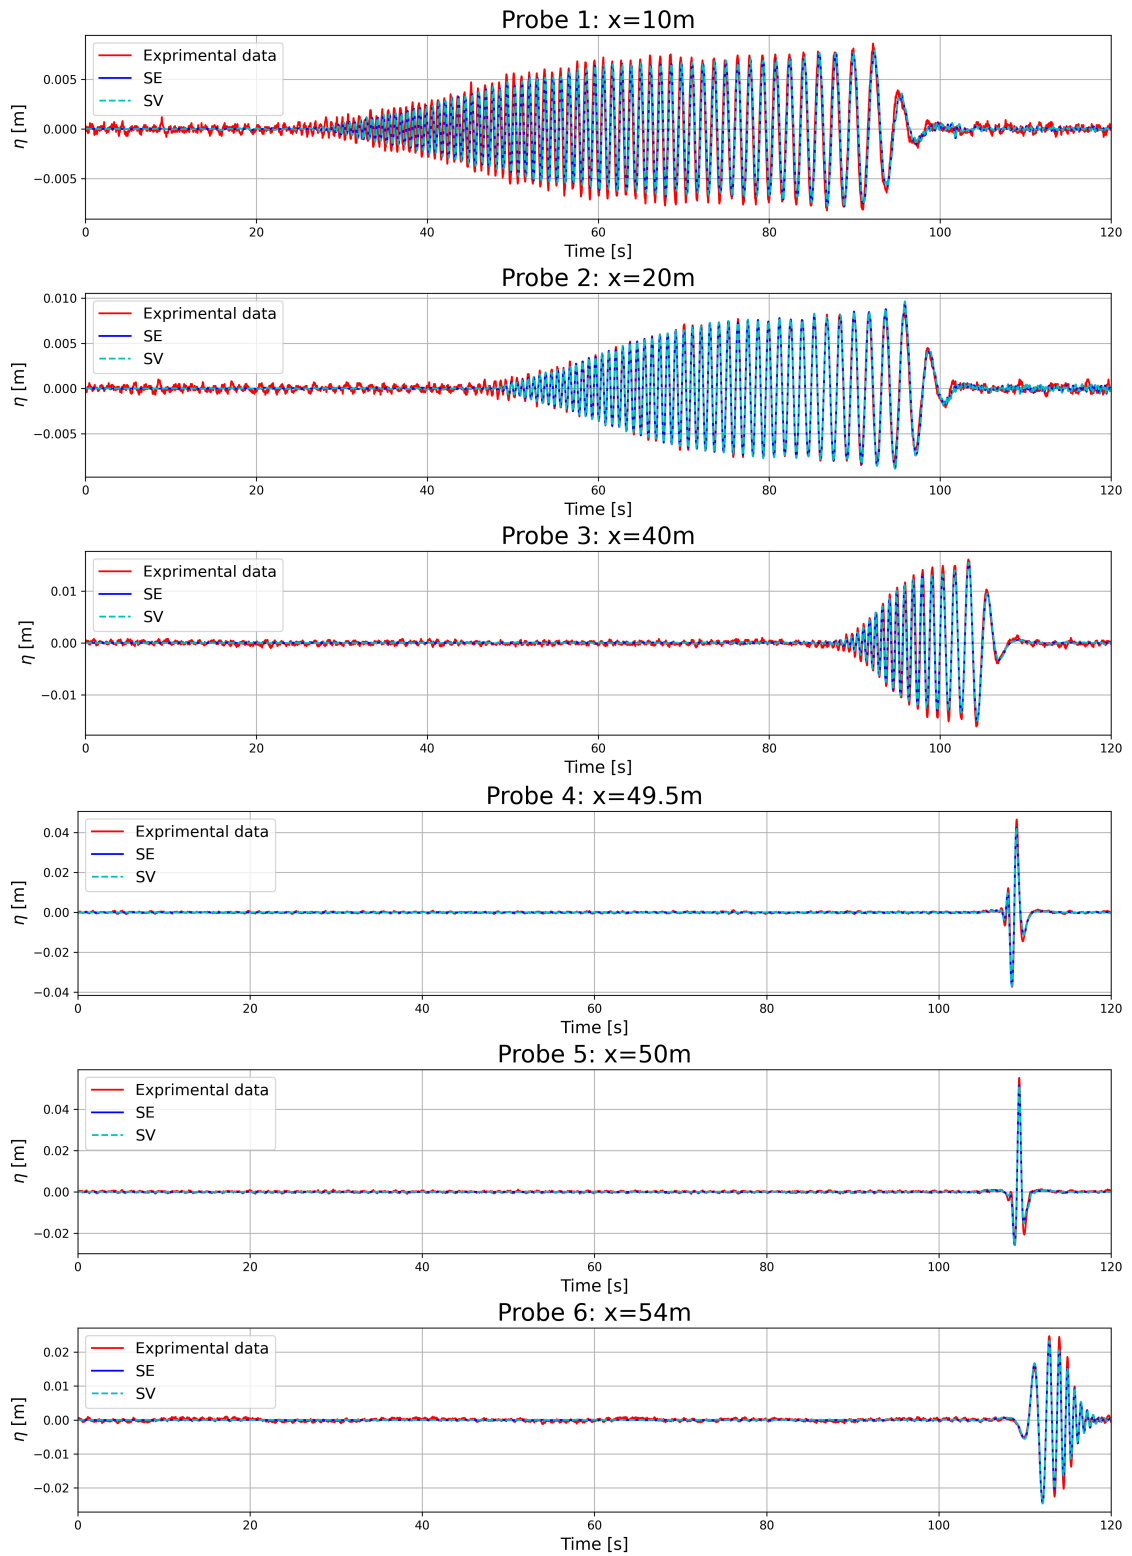 Probe 1: x=10m
Exprimental data
SE
SV
η [m]
0.005
0.000
−0.005
0 20 40 60 80 100 120
Time [s]
Probe 2: x=20m
Exprimental data
SE
SV
η [m]
0.010
0.005
0.000
−0.005
0 20 40 60 80 100 120
Time [s]
Probe 3: x=40m
Exprimental data
SE
SV
η [m]
0.01
0.00
−0.01
0 20 40 60 80 100 120
Time [s]
Probe 4: x=49.5m
Exprimental data
SE
SV
η [m]
0.04
0.02
0.00
−0.02
−0.04
0 20 40 60 80 100 120
Time [s]
Probe 5: x=50m
Exprimental data
SE
SV
η [m]
0.04
0.02
0.00
−0.02
0 20 40 60 80 100 120
Time [s]
Probe 6: x=54m
Exprimental data
SE
SV
η [m]
0.02
0.01
0.00
−0.01
−0.02
0 20 40 60 80 100 120
Time [s]